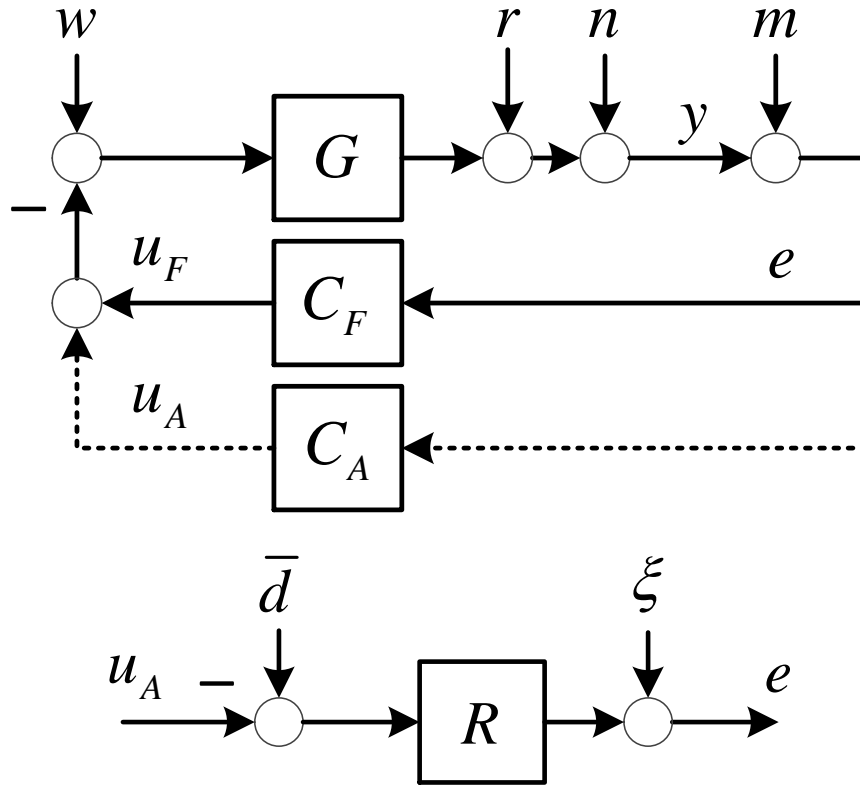 w r n m
G y
−
u_F C_F e
u_A C_A
d̅ ξ
u_A − R e